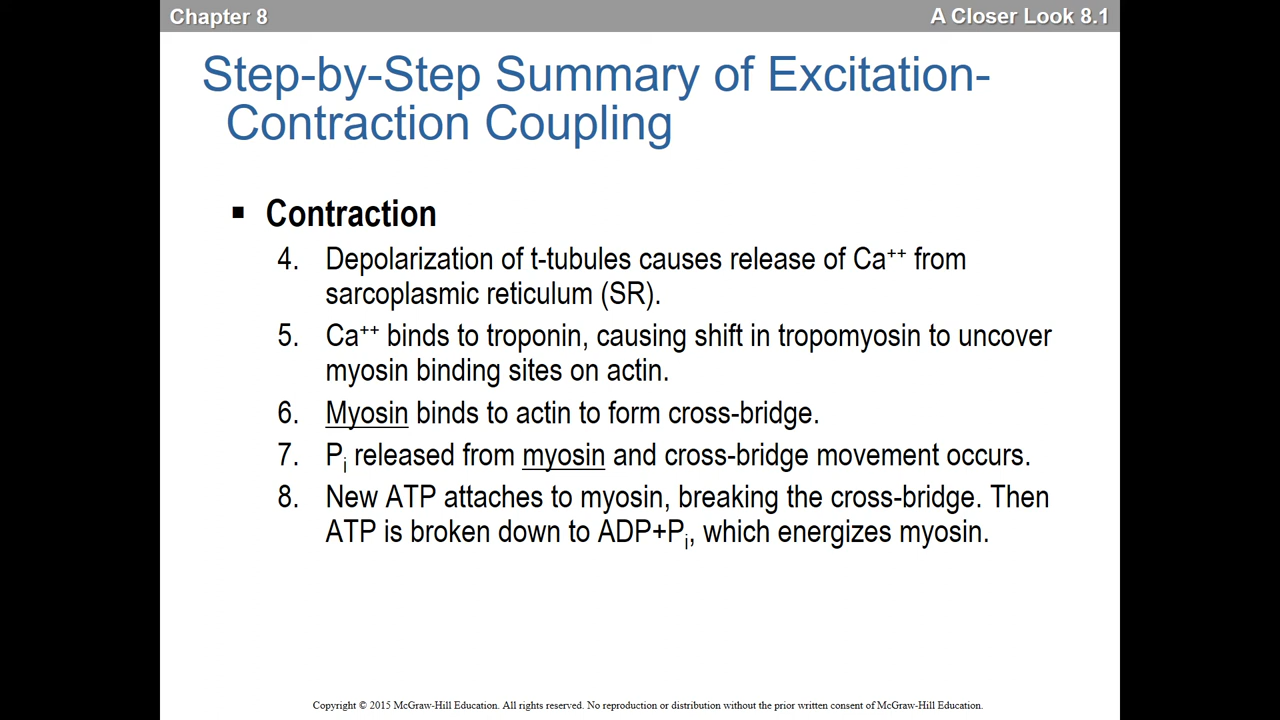 Chapter 8
A Closer Look 8.1
Step-by-Step Summary of Excitation-
Contraction Coupling
▪ Contraction
4. Depolarization of t-tubules causes release of Ca⁺⁺ from
sarcoplasmic reticulum (SR).
5. Ca⁺⁺ binds to troponin, causing shift in tropomyosin to uncover
myosin binding sites on actin.
6. Myosin binds to actin to form cross-bridge.
7. Pᵢ released from myosin and cross-bridge movement occurs.
8. New ATP attaches to myosin, breaking the cross-bridge. Then
ATP is broken down to ADP+Pᵢ, which energizes myosin.
Copyright © 2015 McGraw-Hill Education. All rights reserved. No reproduction or distribution without the prior written consent of McGraw-Hill Education.